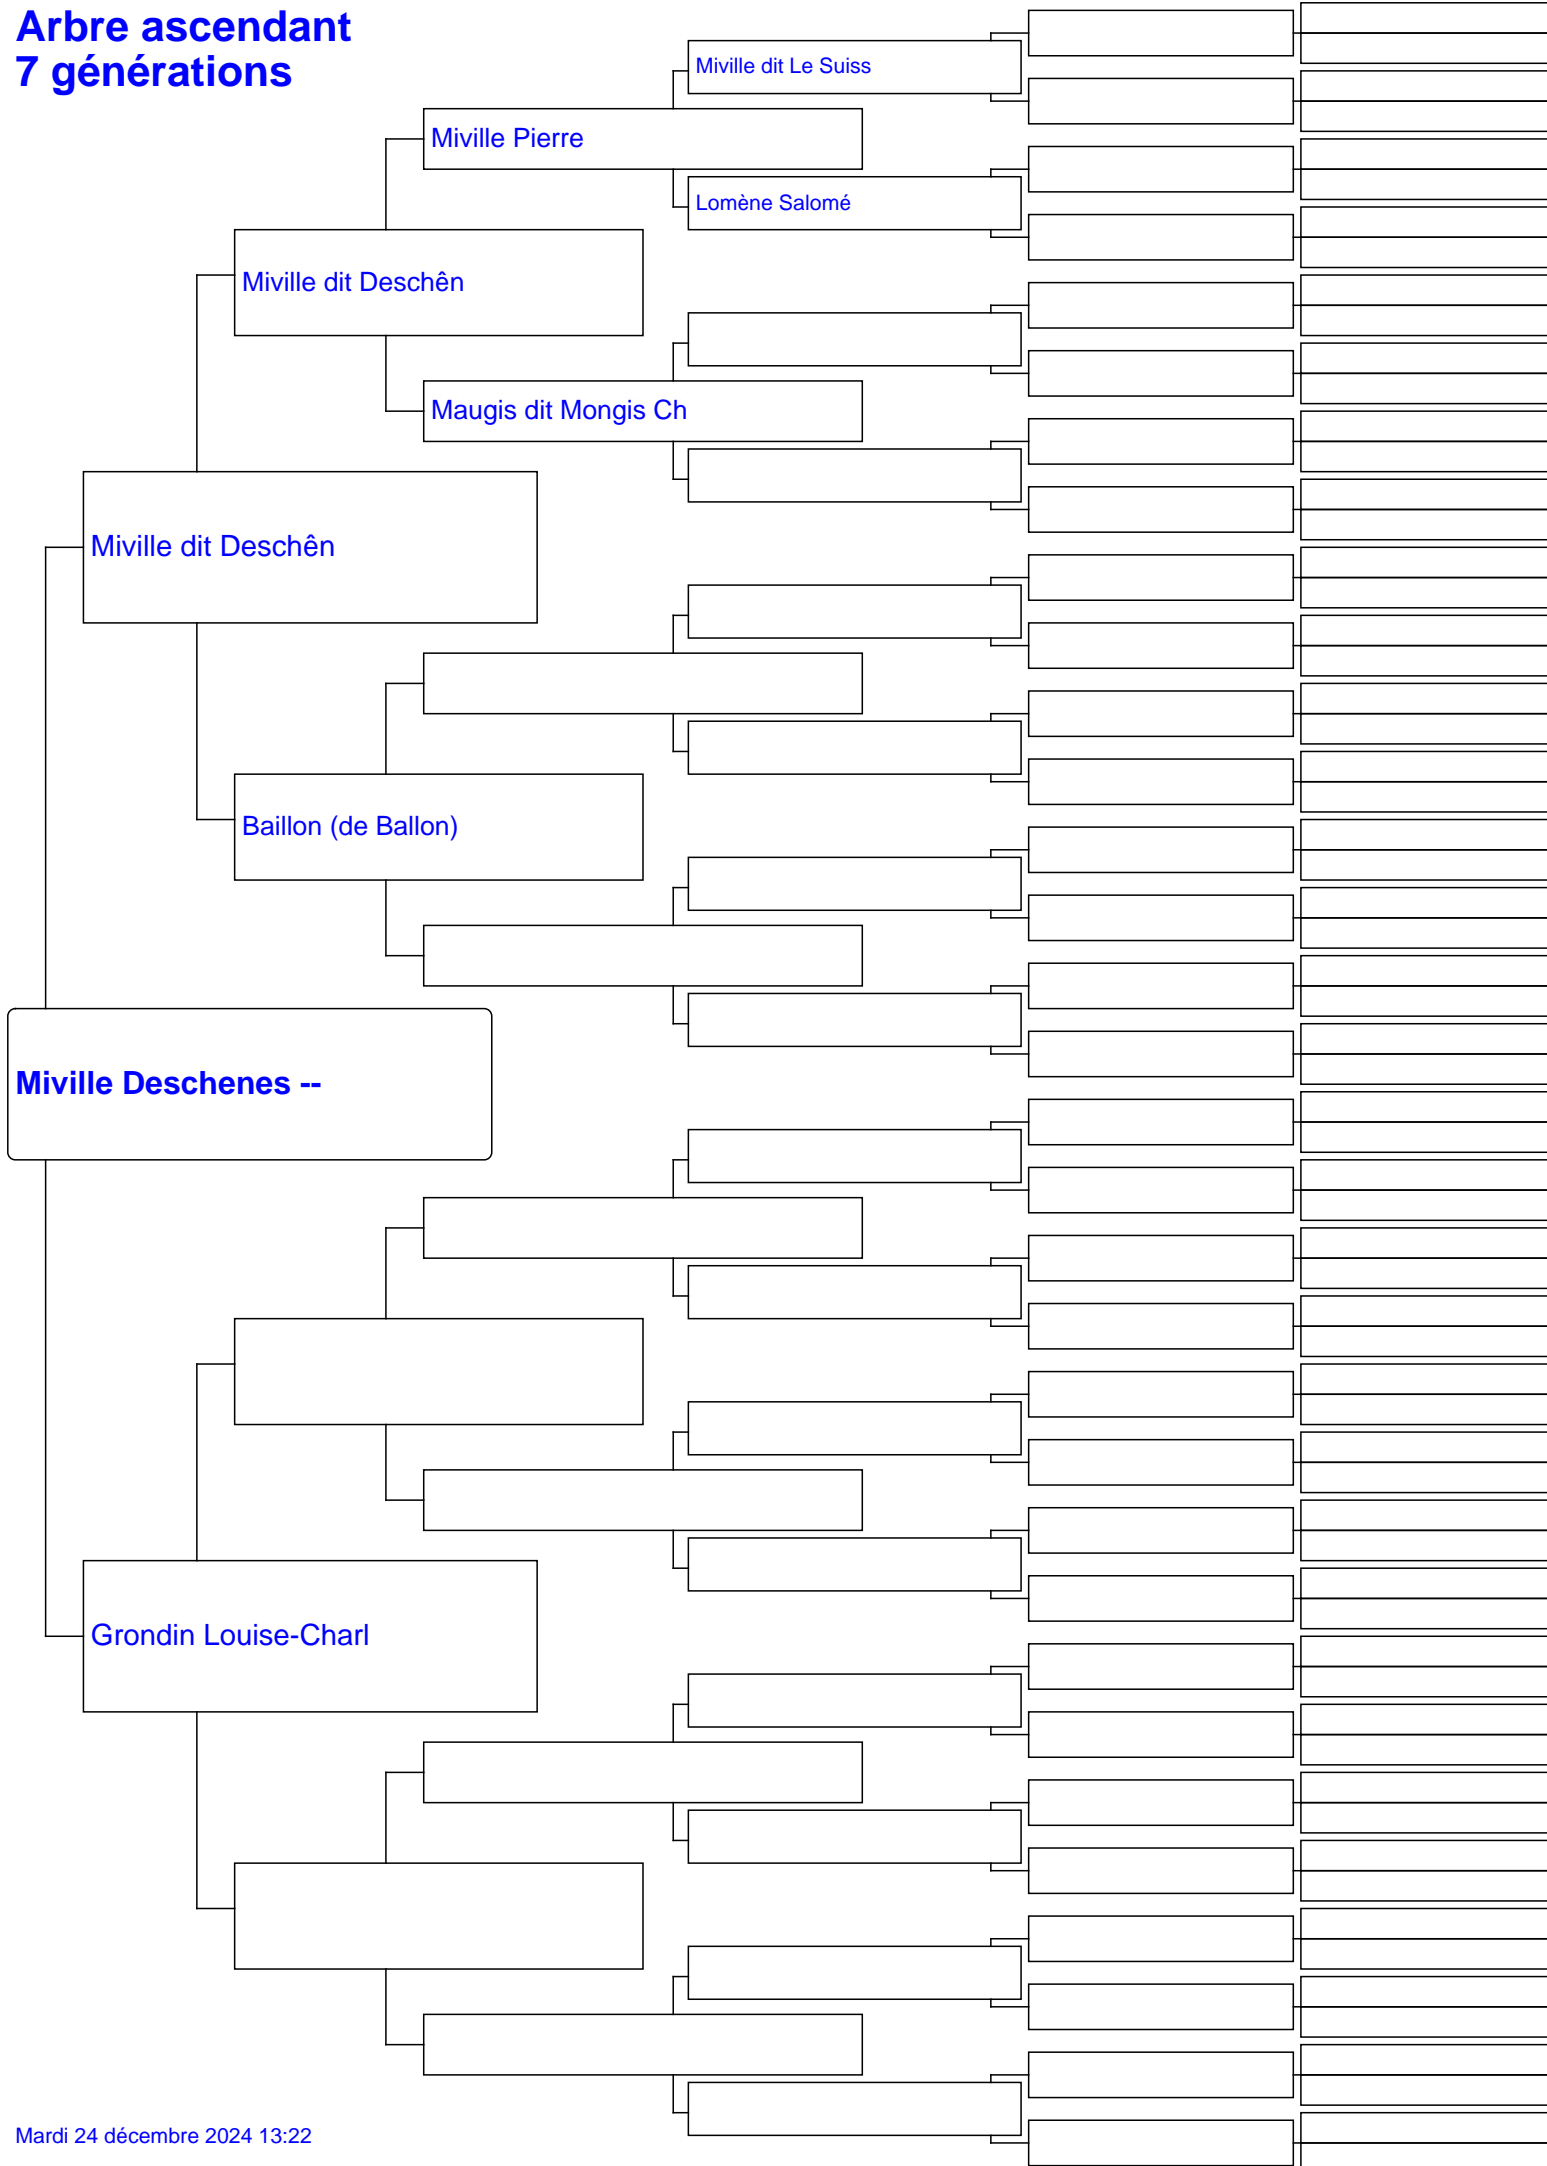 Arbre ascendant
7 générations
Miville dit Le Suiss
Miville Pierre
Lomène Salomé
Miville dit Deschên
Maugis dit Mongis Ch
Miville dit Deschên
Baillon (de Ballon)
Miville Deschenes --
Grondin Louise-Charl
Mardi 24 décembre 2024 13:22